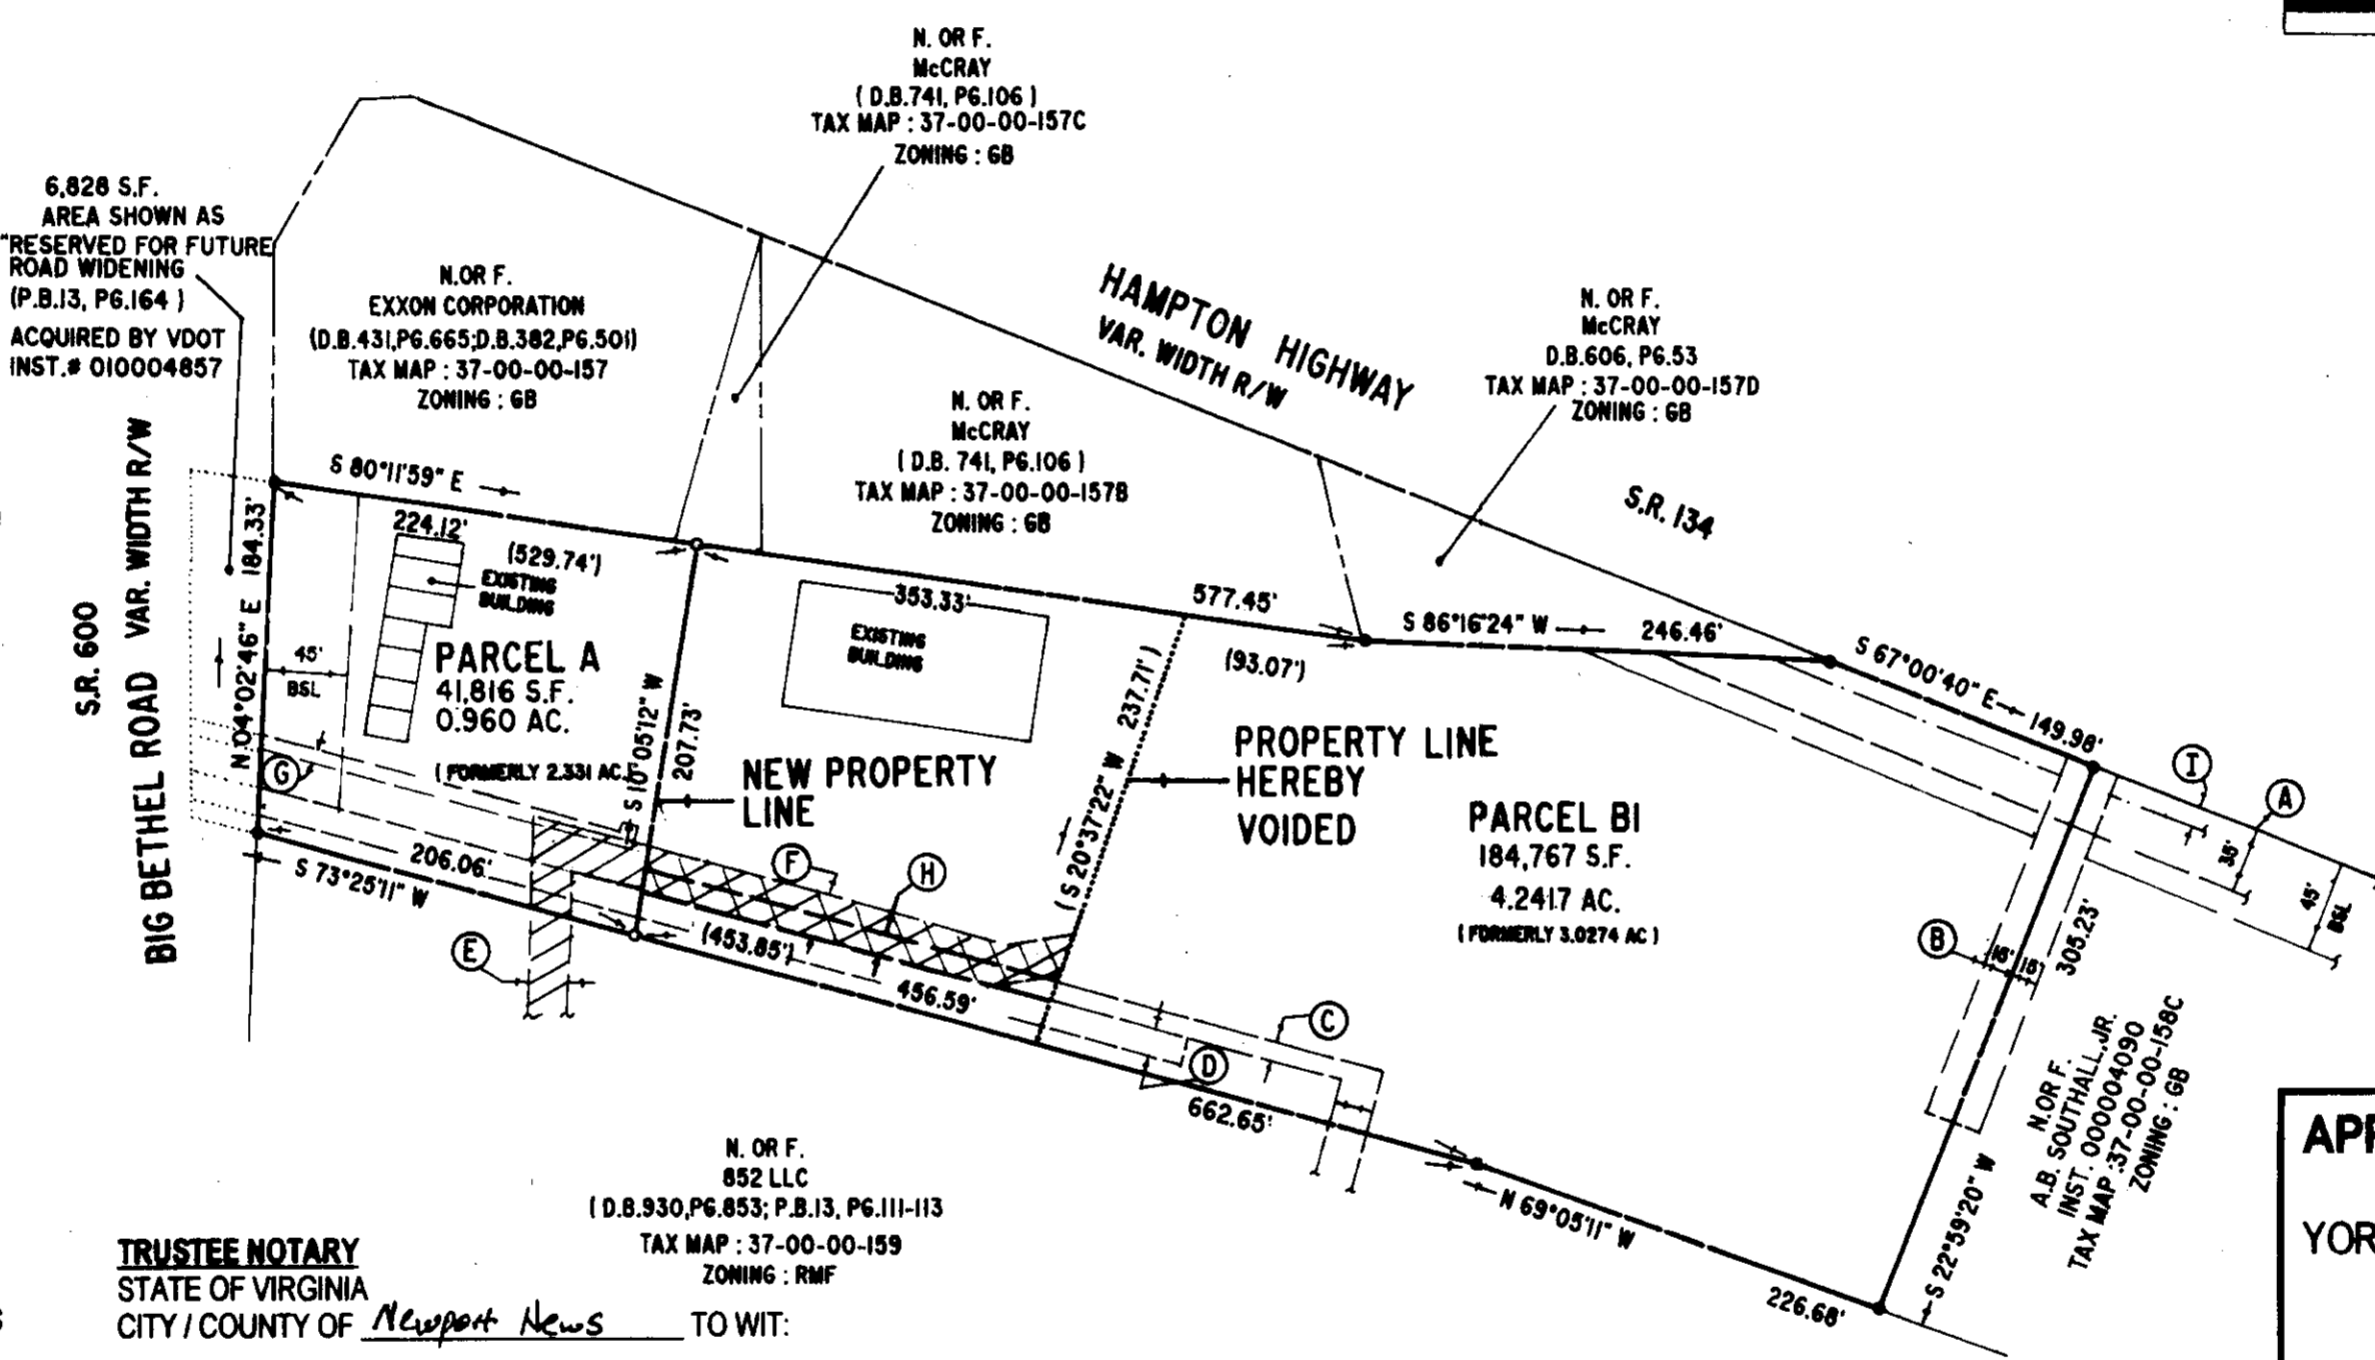 N. OR F.
McCRAY
( D.B.741, PG.106 )
TAX MAP : 37-00-00-157C
ZONING : GB
6,828 S.F.
AREA SHOWN AS
"RESERVED FOR FUTURE
ROAD WIDENING
(P.B.13, PG.164 )
ACQUIRED BY VDOT
INST.# 010004857
N.OR F.
EXXON CORPORATION
(D.B.431,PG.665;D.B.382,PG.501)
TAX MAP : 37-00-00-157
ZONING : GB
HAMPTON HIGHWAY
VAR. WIDTH R/W
N. OR F.
McCRAY
D.B.606, PG.53
TAX MAP : 37-00-00-157D
ZONING : GB
N. OR F.
McCRAY
( D.B. 741, PG.106 )
TAX MAP : 37-00-00-157B
ZONING : GB
S.R. 134
S.R. 600
BIG BETHEL ROAD VAR. WIDTH R/W
N 04°02'46" E 184.33'
S 80°11'59" E
224.12'
(529.74')
EXISTING
BUILDING
45'
BSL
PARCEL A
41,816 S.F.
0.960 AC.
( FORMERLY 2.331 AC.)
S 10°05'12" W
207.73'
353.33'
EXISTING
BUILDING
577.45'
(93.07')
S 86°16'24" W
246.46'
S 67°00'40" E
149.98'
NEW PROPERTY
LINE
( S 20°37'22" W 237.71' )
PROPERTY LINE
HEREBY
VOIDED
PARCEL B1
184,767 S.F.
4.2417 AC.
( FORMERLY 3.0274 AC )
I
A
35'
45'
BSL
G
F
H
E
B
15' 15'
305.23'
C
D
206.06'
S 73°25'11" W
(453.85')
456.59'
662.65'
N 69°05'11" W
226.68'
S 22°59'20" W
N.OR F.
A.B. SOUTHALL,JR.
INST. 000004090
TAX MAP :37-00-00-158C
ZONING : GB
N. OR F.
852 LLC
( D.B.930,PG.853; P.B.13, PG.111-113
TAX MAP : 37-00-00-159
ZONING : RMF
TRUSTEE NOTARY
STATE OF VIRGINIA
CITY / COUNTY OF Newport News TO WIT:
APP
YOR